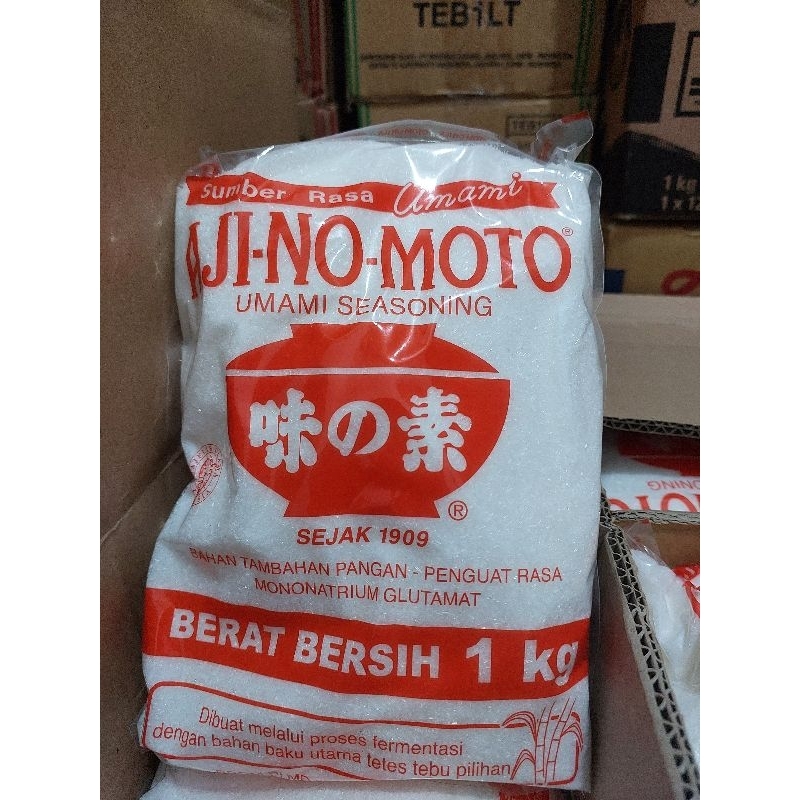 TEBiLT
Sumber Rasa Umami
AJI-NO-MOTO®
UMAMI SEASONING
味の素
®
SEJAK 1909
BAHAN TAMBAHAN PANGAN - PENGUAT RASA
MONONATRIUM GLUTAMAT
BERAT BERSIH 1 kg
Dibuat melalui proses fermentasi
dengan bahan baku utama tetes tebu pilihan
1 kg
1 x 12